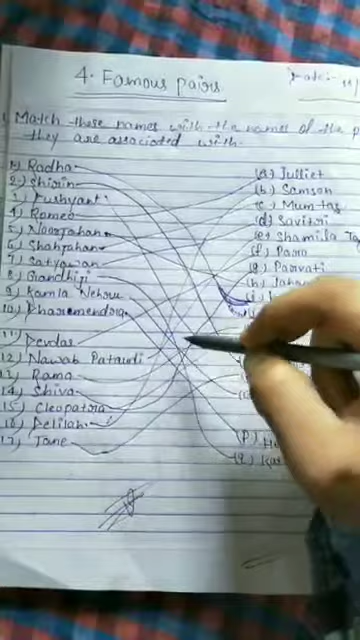 4. Famous pairs
Date:- 11/
Match these names with the names of the p
they are associated with.
1) Radha
2) Shirin
3) Dushyant
4) Romeo
5) Noorjahan
6) Shahjahan
7) Satyavan
8) Gandhiji
9) Kamla Nehru
10)
11) Devdas
12) Nawab Pataudi
13) Rama
14) Shiva
15) Cleopatra
16) Delilah
17) Jane
(a) Julliet
(b) Samson
(c) Mumtaz
(d) Savitri
(e) Shamila Ta
(f) Paro
(g) Parvati
(h)
(p)
(q)